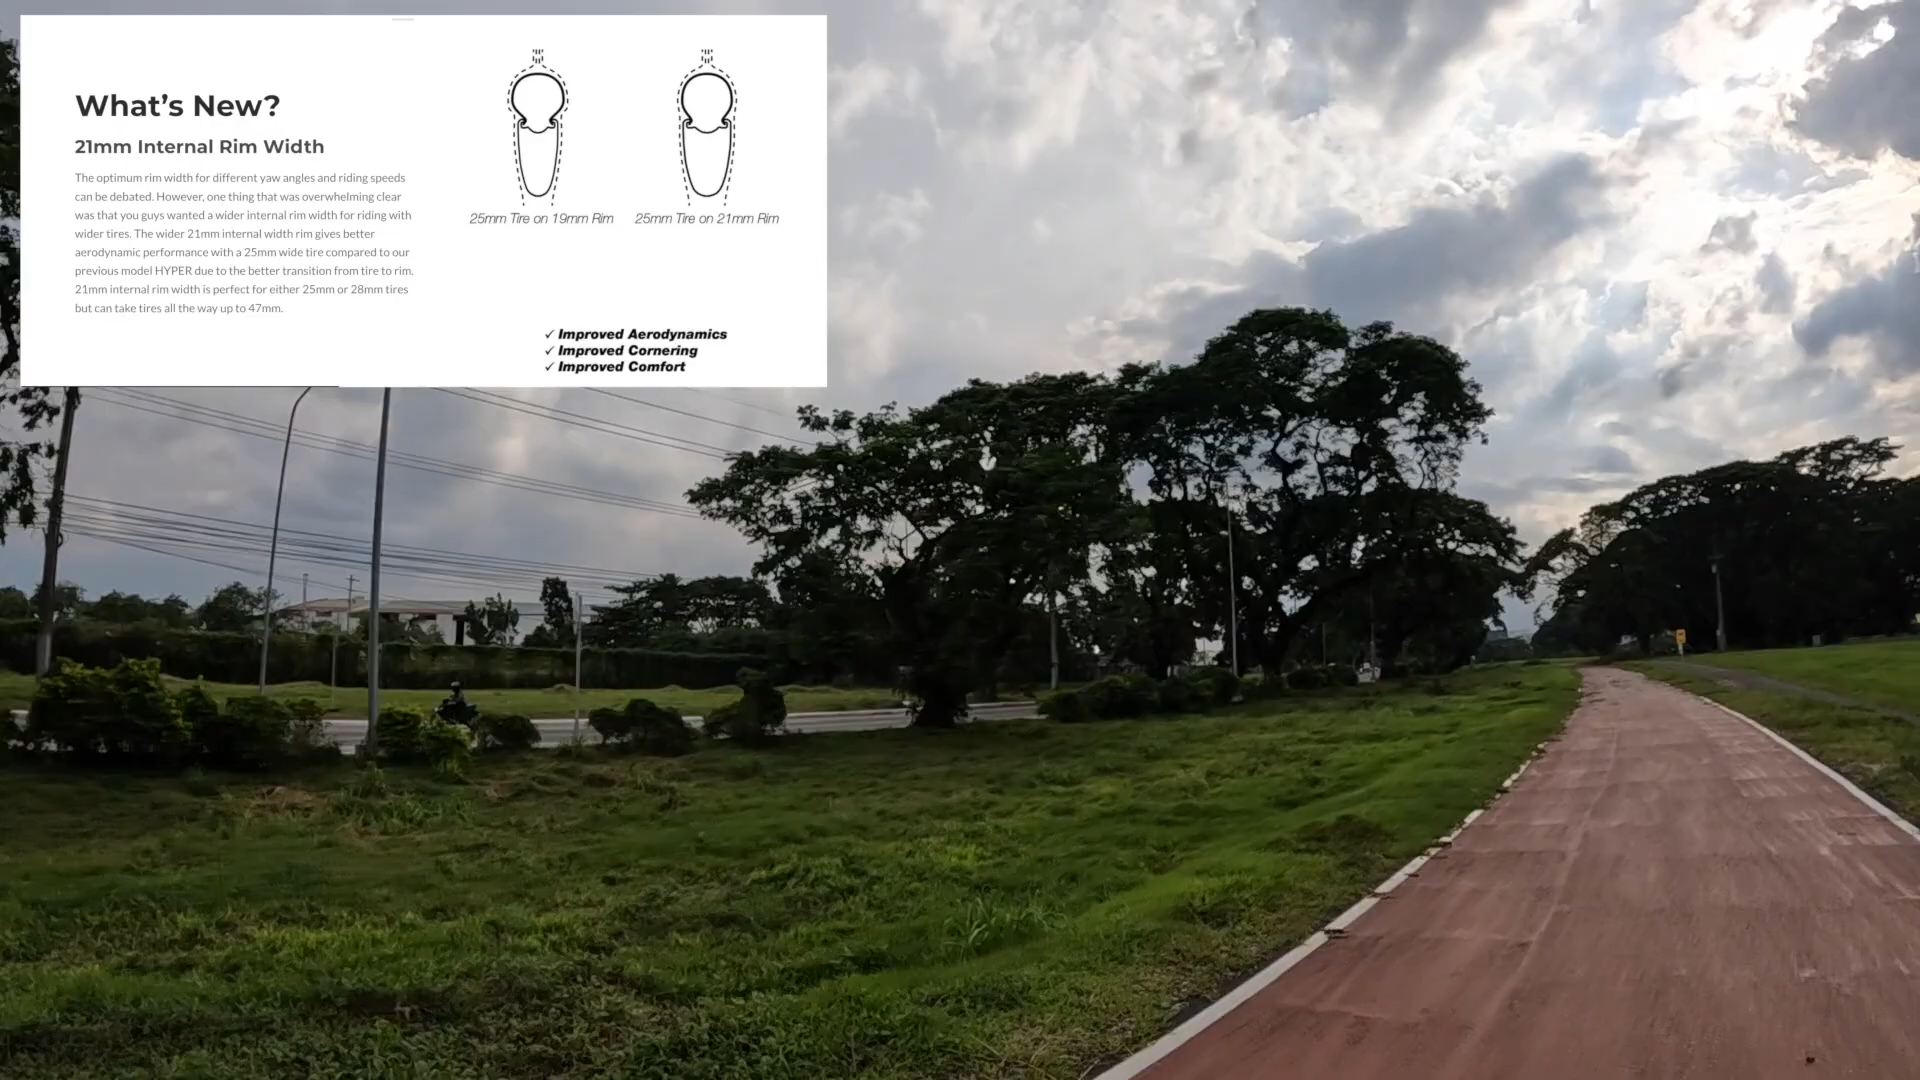 What's New?
21mm Internal Rim Width
The optimum rim width for different yaw angles and riding speeds
can be debated. However, one thing that was overwhelming clear
was that you guys wanted a wider internal rim width for riding with
wider tires. The wider 21mm internal width rim gives better
aerodynamic performance with a 25mm wide tire compared to our
previous model HYPER due to the better transition from tire to rim.
21mm internal rim width is perfect for either 25mm or 28mm tires
but can take tires all the way up to 47mm.
25mm Tire on 19mm Rim
25mm Tire on 21mm Rim
✓ Improved Aerodynamics
✓ Improved Cornering
✓ Improved Comfort